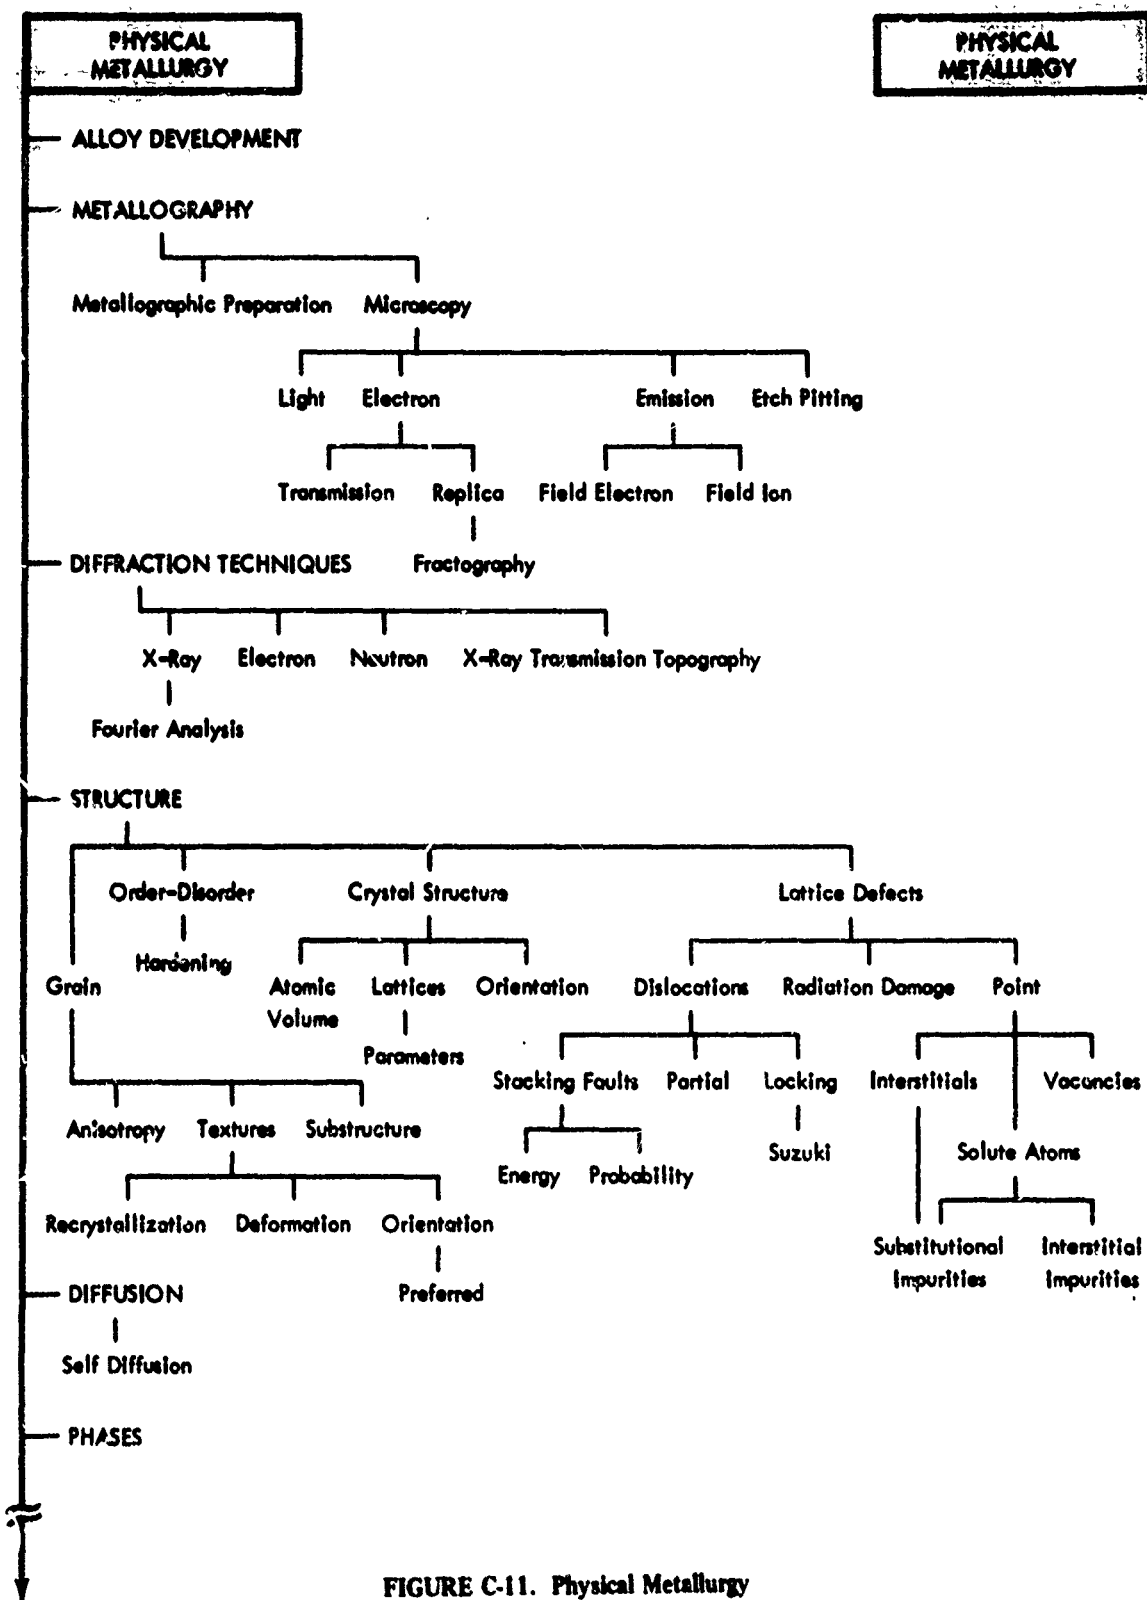 PHYSICAL
METALLURGY
PHYSICAL
METALLURGY
ALLOY DEVELOPMENT
METALLOGRAPHY
Metallographic Preparation Microscopy
Light Electron Emission Etch Pitting
Transmission Replica Field Electron Field Ion
DIFFRACTION TECHNIQUES Fractography
X-Ray Electron Neutron X-Ray Transmission Topography
Fourier Analysis
STRUCTURE
Order-Disorder Crystal Structure Lattice Defects
Hardening
Grain Atomic Lattices Orientation Dislocations Radiation Damage Point
Volume
Parameters
Stacking Faults Partial Locking Interstitials Vacancies
Anisotropy Textures Substructure
Suzuki Solute Atoms
Energy Probability
Recrystallization Deformation Orientation
Substitutional Interstitial
Impurities Impurities
DIFFUSION Preferred
Self Diffusion
PHASES
FIGURE C-11. Physical Metallurgy